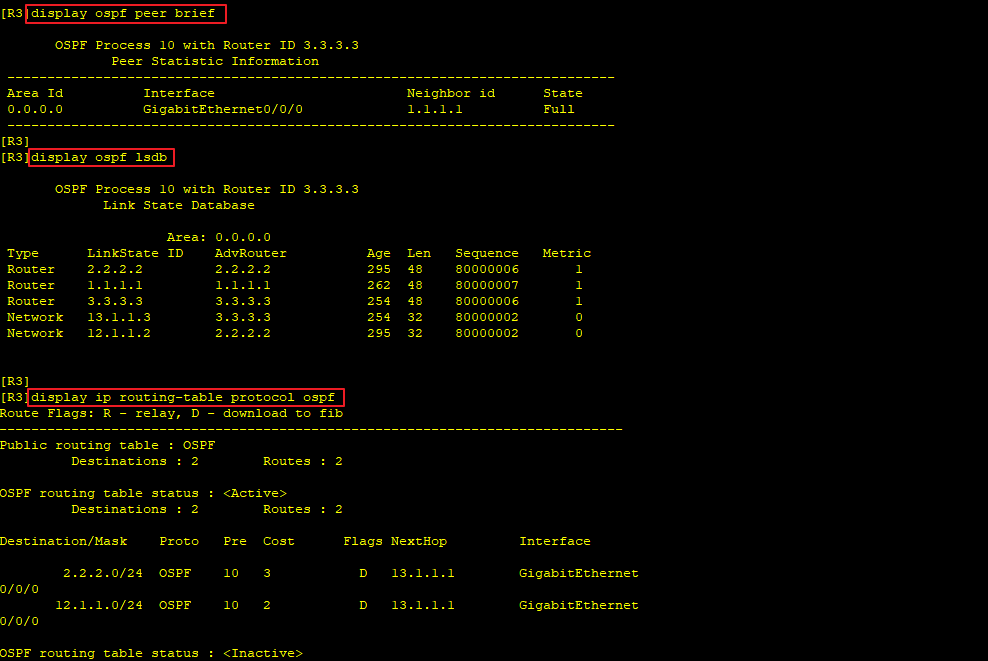 [R3]display ospf peer brief
OSPF Process 10 with Router ID 3.3.3.3
Peer Statistic Information
----------------------------------------------------------------------------
Area Id Interface Neighbor id State
0.0.0.0 GigabitEthernet0/0/0 1.1.1.1 Full
----------------------------------------------------------------------------
[R3]
[R3]display ospf lsdb
OSPF Process 10 with Router ID 3.3.3.3
Link State Database
Area: 0.0.0.0
Type LinkState ID AdvRouter Age Len Sequence Metric
Router 2.2.2.2 2.2.2.2 295 48 80000006 1
Router 1.1.1.1 1.1.1.1 262 48 80000007 1
Router 3.3.3.3 3.3.3.3 254 48 80000006 1
Network 13.1.1.3 3.3.3.3 254 32 80000002 0
Network 12.1.1.2 2.2.2.2 295 32 80000002 0
[R3]
[R3]display ip routing-table protocol ospf
Route Flags: R - relay, D - download to fib
------------------------------------------------------------------------------
Public routing table : OSPF
Destinations : 2 Routes : 2
OSPF routing table status : <Active>
Destinations : 2 Routes : 2
Destination/Mask Proto Pre Cost Flags NextHop Interface
2.2.2.0/24 OSPF 10 3 D 13.1.1.1 GigabitEthernet
0/0/0
12.1.1.0/24 OSPF 10 2 D 13.1.1.1 GigabitEthernet
0/0/0
OSPF routing table status : <Inactive>